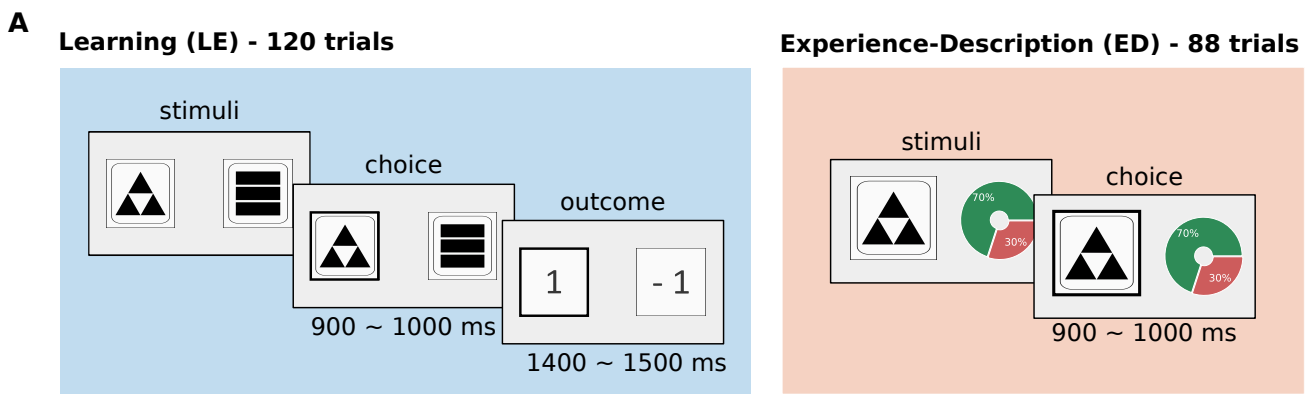 A
Learning (LE) - 120 trials
stimuli
choice
900 ~ 1000 ms
outcome
1
- 1
1400 ~ 1500 ms
Experience-Description (ED) - 88 trials
stimuli
70%
30%
choice
70%
30%
900 ~ 1000 ms